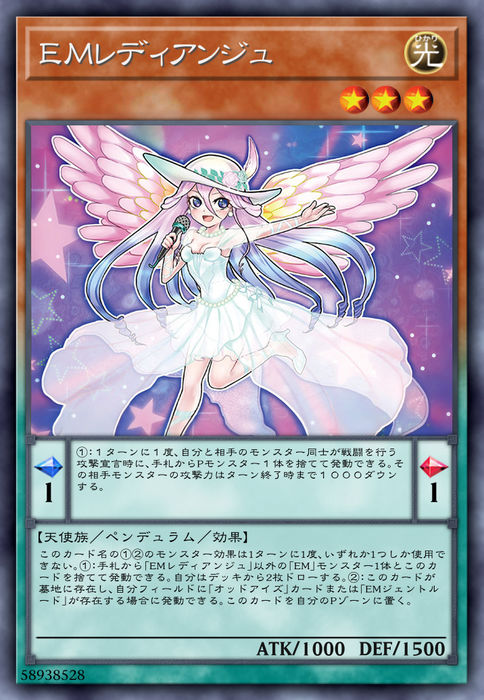 EMレディアンジュ
ひかり
光
①：1ターンに1度、自分と相手のモンスター同士が戦闘を行う
攻撃宣言時に、手札からPモンスター1体を捨てて発動できる。そ
の相手モンスターの攻撃力はターン終了時まで1000ダウン
する。
1
1
【天使族／ペンデュラム／効果】
このカード名の①②のモンスター効果は1ターンに1度、いずれか1つしか使用で
きない。①：手札から「EMレディアンジュ」以外の「EM」モンスター1体とこのカ
ードを捨てて発動できる。自分はデッキから2枚ドローする。②：このカードが
墓地に存在し、自分フィールドに「オッドアイズ」カードまたは「EMジェントルー
ド」が存在する場合に発動できる。このカードを自分のPゾーンに置く。
ATK/1000 DEF/1500
58938528